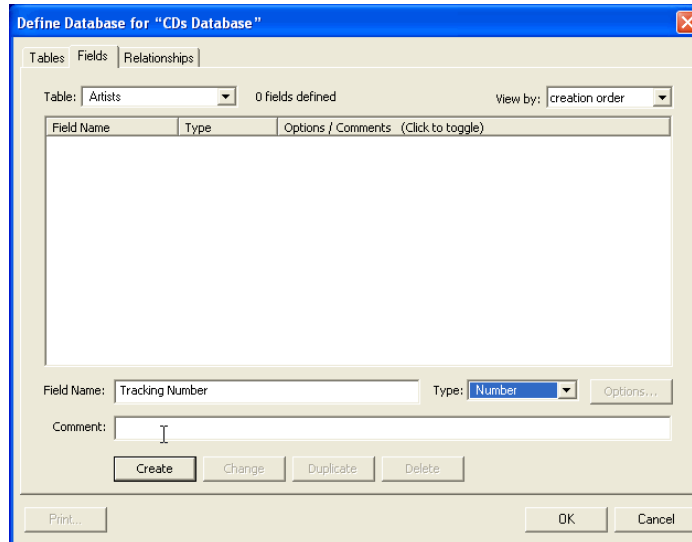 Define Database for “CDs Database”
Tables Fields Relationships
Table: Artists 0 fields defined View by: creation order
Field Name Type Options / Comments (Click to toggle)
Field Name: Tracking Number Type: Number Options...
Comment:
Create Change Duplicate Delete
Print... OK Cancel